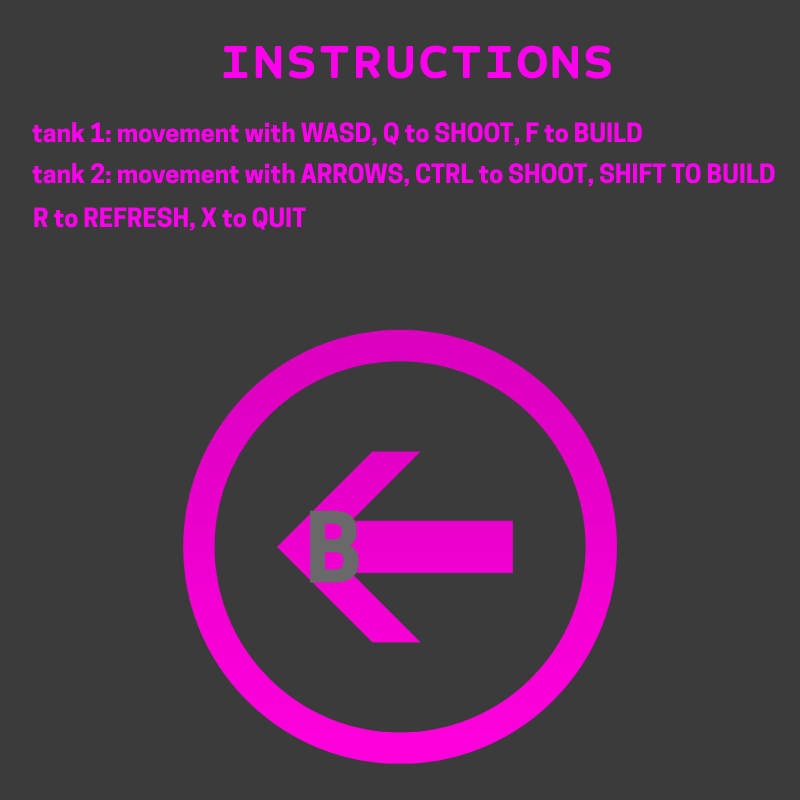 INSTRUCTIONS
tank 1: movement with WASD, Q to SHOOT, F to BUILD
tank 2: movement with ARROWS, CTRL to SHOOT, SHIFT TO BUILD
R to REFRESH, X to QUIT
B